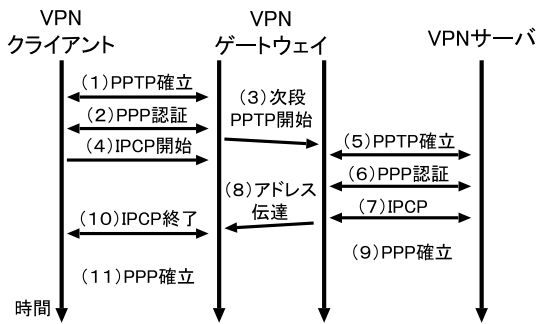 VPN
クライアント
VPN
ゲートウェイ
VPNサーバ
（1）PPTP確立
（2）PPP認証
（3）次段
PPTP開始
（4）IPCP開始
（5）PPTP確立
（6）PPP認証
（7）IPCP
（8）アドレス
伝達
（9）PPP確立
（10）IPCP終了
（11）PPP確立
時間